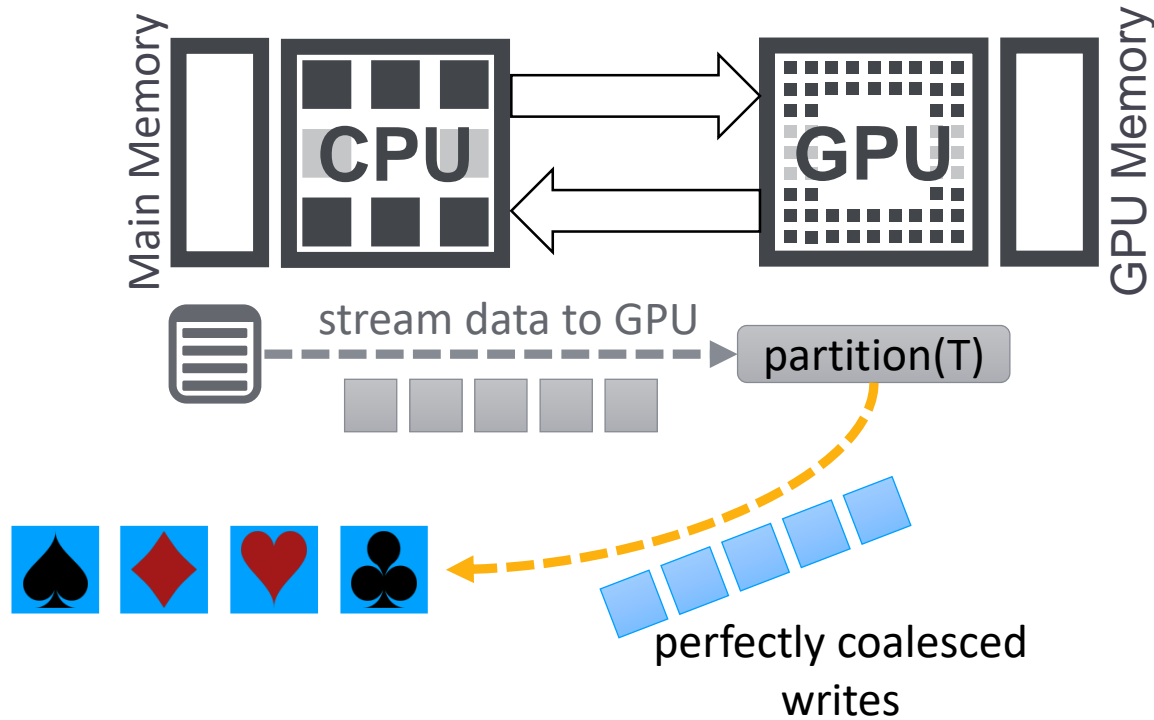 Main Memory
CPU
GPU
GPU Memory
stream data to GPU
partition(T)
perfectly coalesced
writes